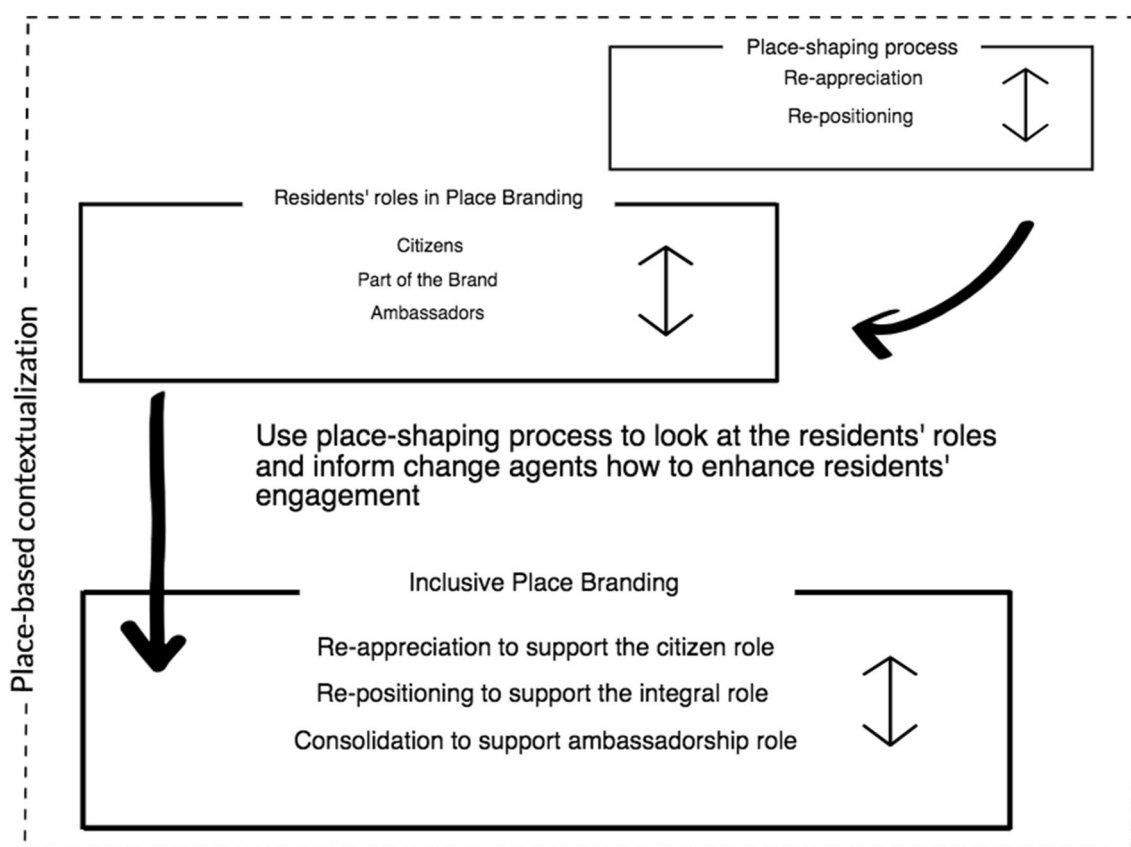 Place-shaping process
Re-appreciation
Re-positioning
Residents' roles in Place Branding
Citizens
Part of the Brand
Ambassadors
Use place-shaping process to look at the residents' roles
and inform change agents how to enhance residents'
engagement
Inclusive Place Branding
Re-appreciation to support the citizen role
Re-positioning to support the integral role
Consolidation to support ambassadorship role
Place-based contextualization